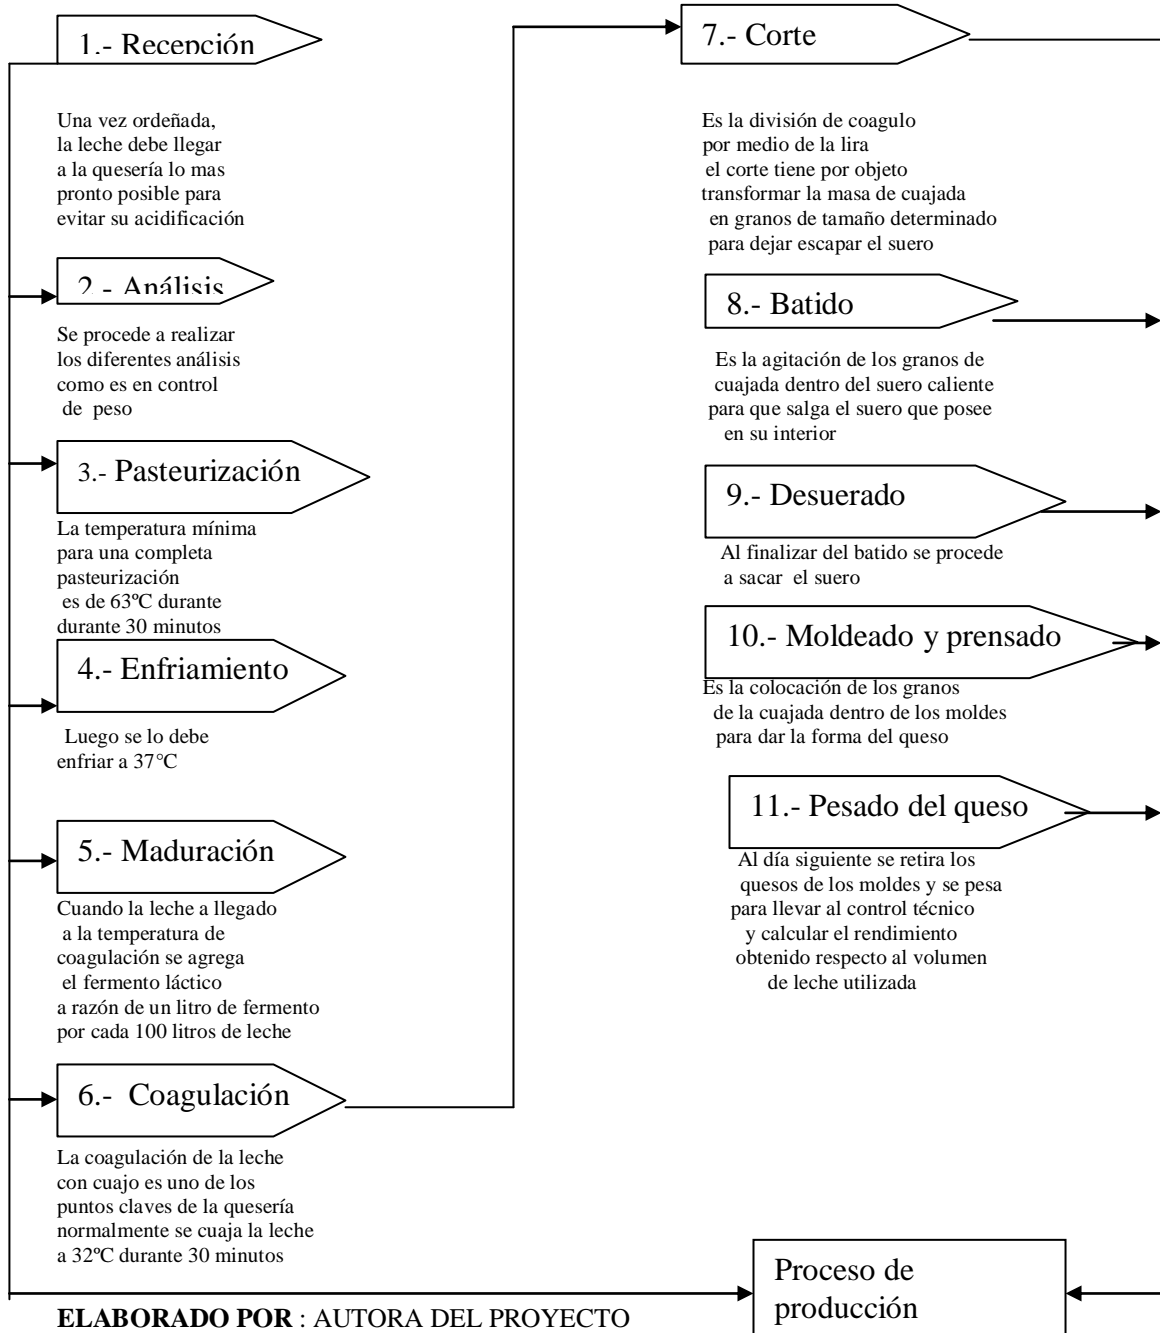 1.- Recepción
Una vez ordeñada,
la leche debe llegar
a la quesería lo mas
pronto posible para
evitar su acidificación
2.- Análisis
Se procede a realizar
los diferentes análisis
como es en control
de peso
3.- Pasteurización
La temperatura mínima
para una completa
pasteurización
es de 63ºC durante
durante 30 minutos
4.- Enfriamiento
Luego se lo debe
enfriar a 37°C
5.- Maduración
Cuando la leche a llegado
a la temperatura de
coagulación se agrega
el fermento láctico
a razón de un litro de fermento
por cada 100 litros de leche
6.- Coagulación
La coagulación de la leche
con cuajo es uno de los
puntos claves de la quesería
normalmente se cuaja la leche
a 32ºC durante 30 minutos
7.- Corte
Es la división de coagulo
por medio de la lira
el corte tiene por objeto
transformar la masa de cuajada
en granos de tamaño determinado
para dejar escapar el suero
8.- Batido
Es la agitación de los granos de
cuajada dentro del suero caliente
para que salga el suero que posee
en su interior
9.- Desuerado
Al finalizar del batido se procede
a sacar el suero
10.- Moldeado y prensado
Es la colocación de los granos
de la cuajada dentro de los moldes
para dar la forma del queso
11.- Pesado del queso
Al día siguiente se retira los
quesos de los moldes y se pesa
para llevar al control técnico
y calcular el rendimiento
obtenido respecto al volumen
de leche utilizada
Proceso de
producción
ELABORADO POR : AUTORA DEL PROYECTO